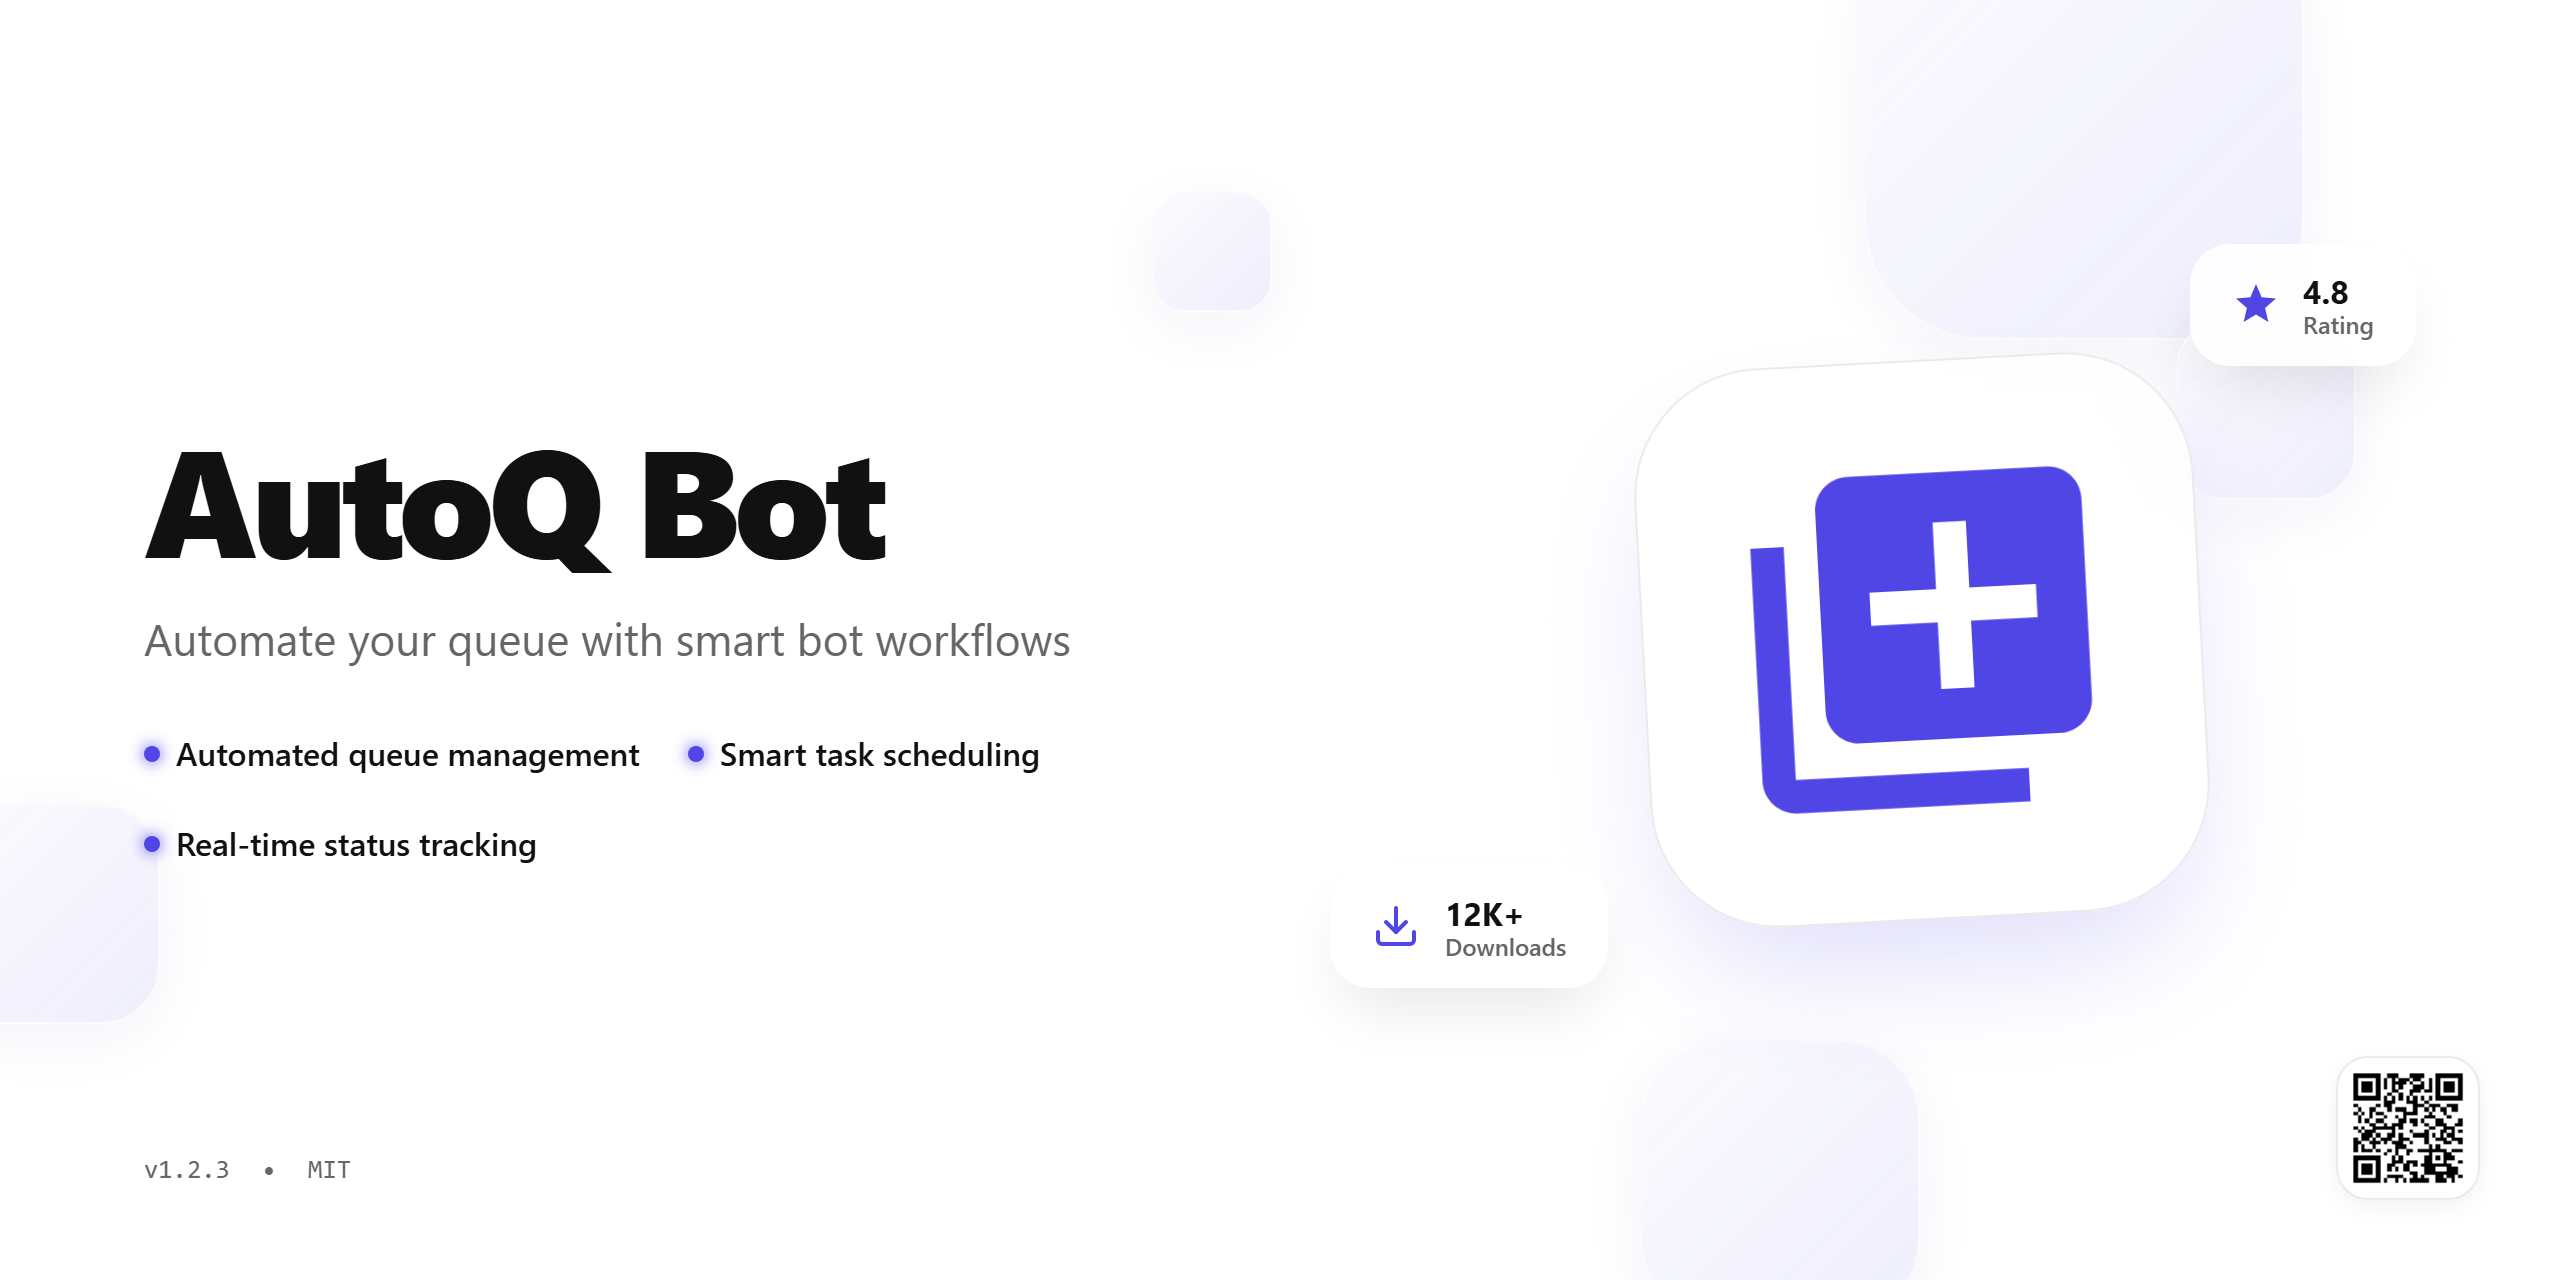 AutoQ Bot
Automate your queue with smart bot workflows
Automated queue management
Smart task scheduling
Real-time status tracking
v1.2.3 • MIT
4.8
Rating
12K+
Downloads